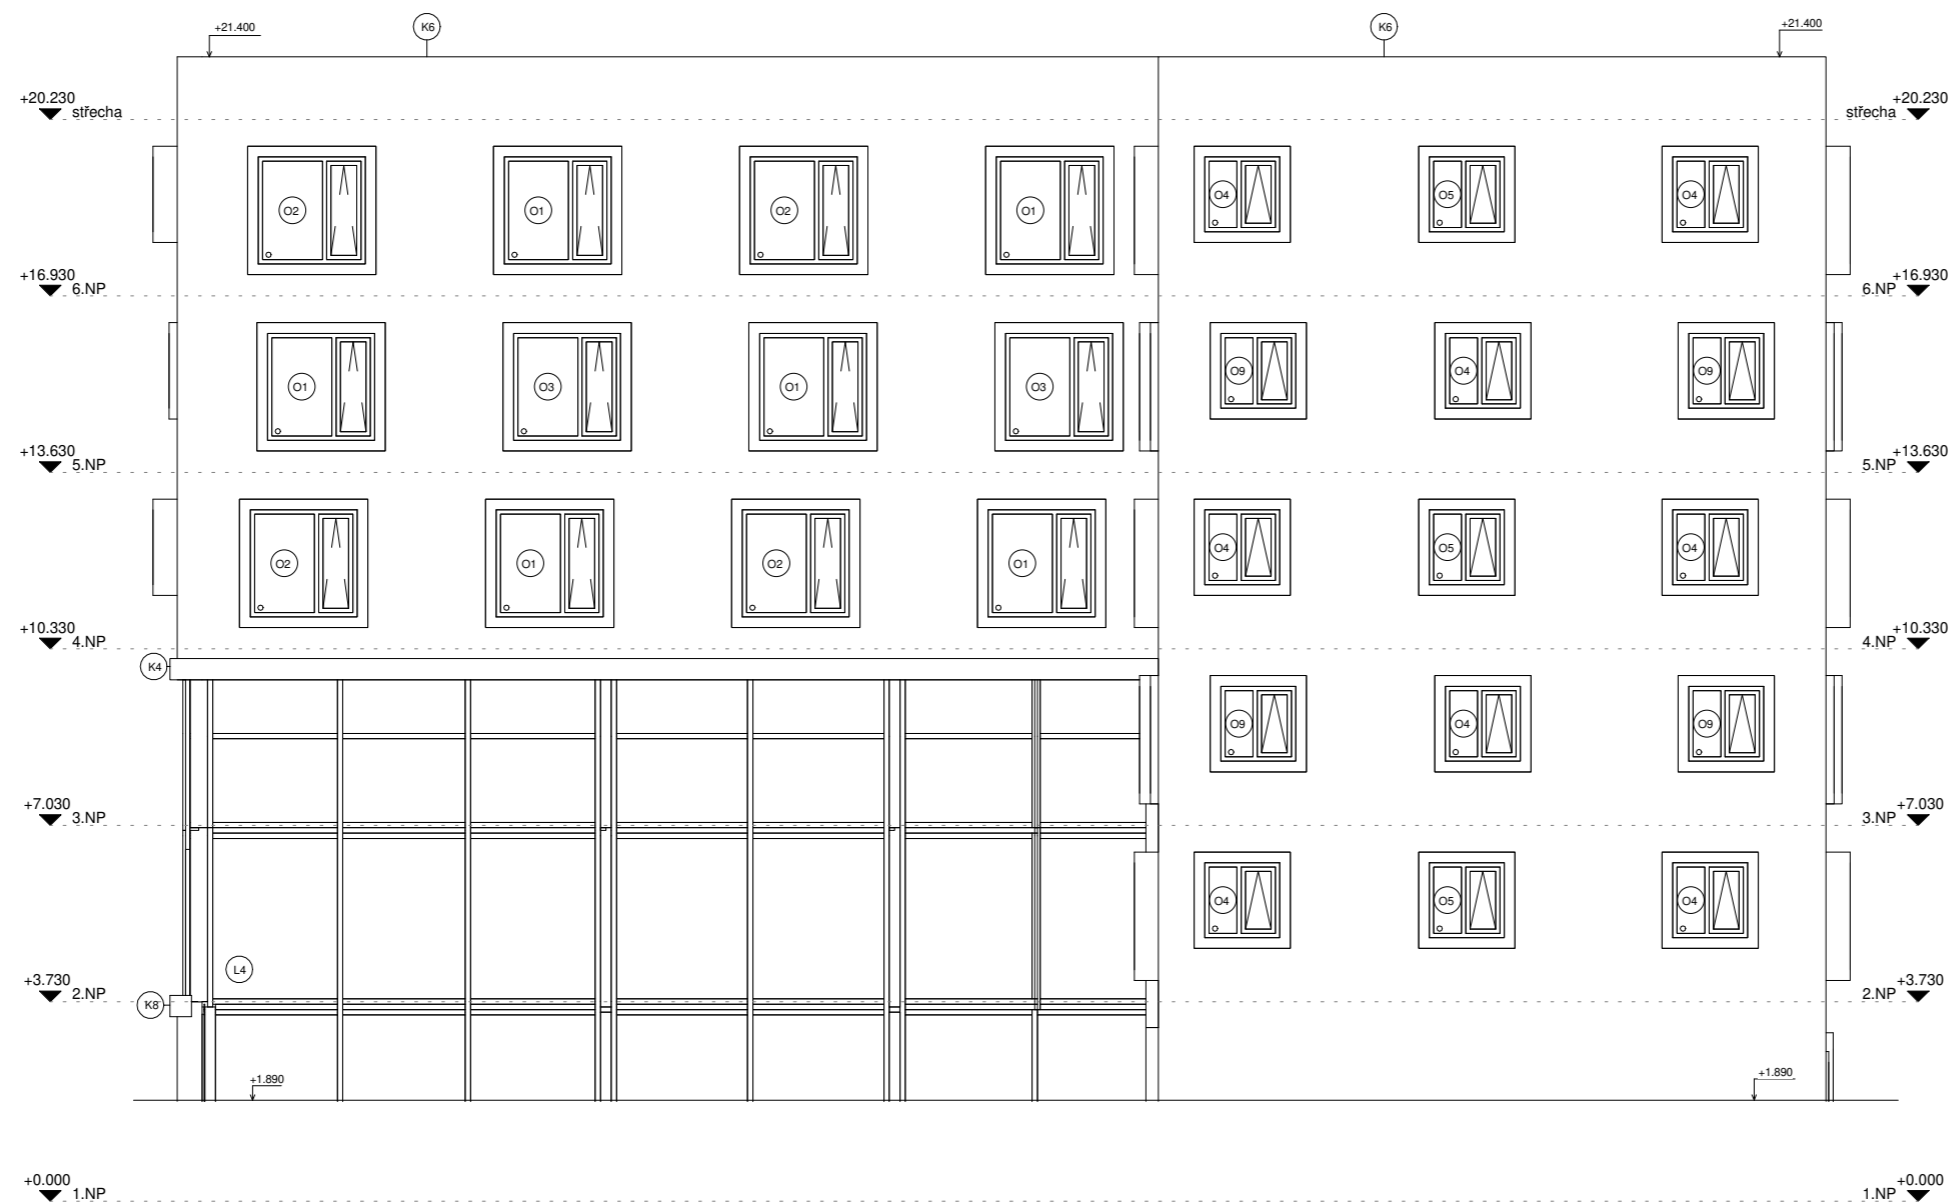 K6 K6
+21.400 +21.400
+20.230 +20.230
střecha střecha
O4 O5 O4
O2 O1 O2 O1
+16.930 +16.930
6.NP 6.NP
O9 O4 O9
O1 O3 O1 O3
+13.630 +13.630
5.NP 5.NP
O4 O5 O4
O2 O1 O2 O1
+10.330 +10.330
4.NP 4.NP
K4
O9 O4 O9
+7.030 +7.030
3.NP 3.NP
O4 O5 O4
L4
+3.730 +3.730
2.NP 2.NP
K8
+1.890 +1.890
+0.000 +0.000
1.NP 1.NP